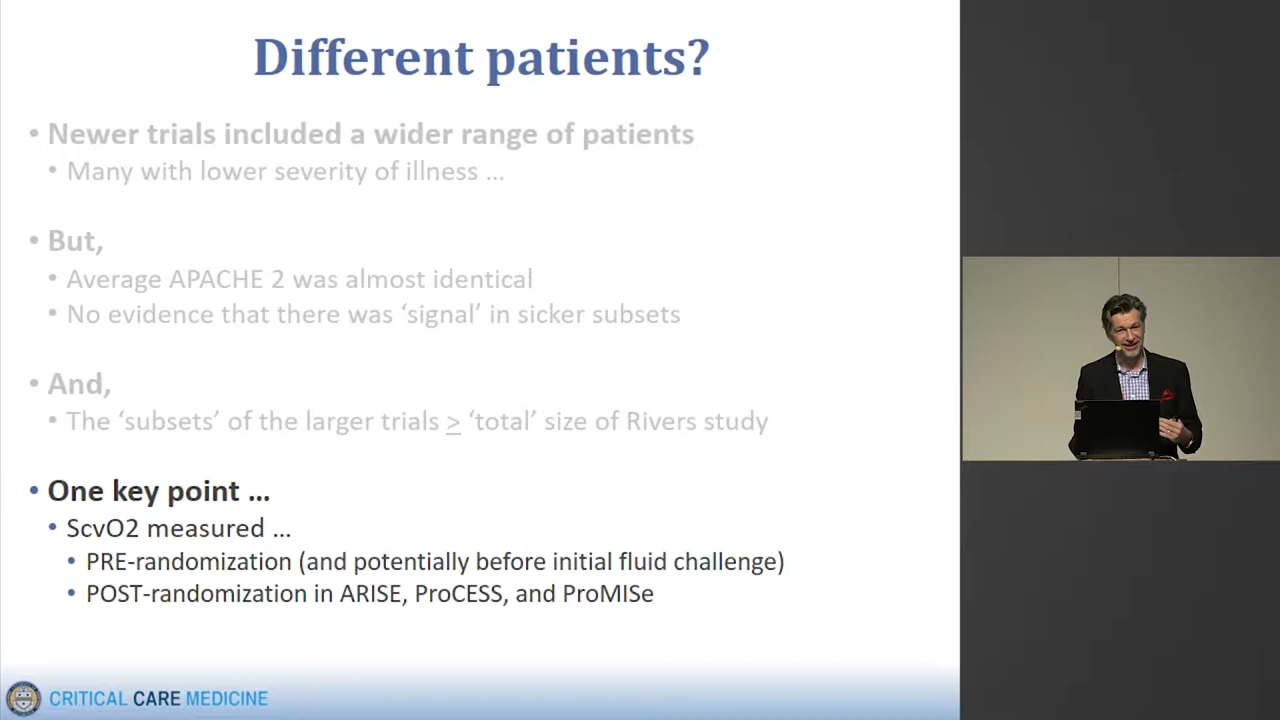 Different patients?
• Newer trials included a wider range of patients
• Many with lower severity of illness …
• But,
• Average APACHE 2 was almost identical
• No evidence that there was ‘signal’ in sicker subsets
• And,
• The ‘subsets’ of the larger trials > ‘total’ size of Rivers study
• One key point …
• ScvO2 measured …
• PRE-randomization (and potentially before initial fluid challenge)
• POST-randomization in ARISE, ProCESS, and ProMISe
CRITICAL CARE MEDICINE